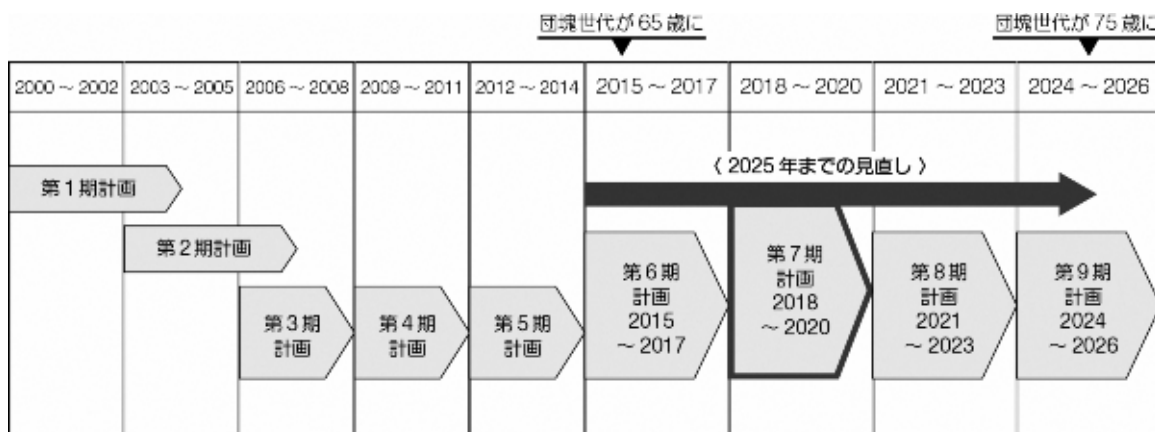 団塊世代が65歳に
団塊世代が75歳に
2000～2002
2003～2005
2006～2008
2009～2011
2012～2014
2015～2017
2018～2020
2021～2023
2024～2026
〈 2025年までの見直し 〉
第1期計画
第2期計画
第3期
計画
第4期
計画
第5期
計画
第6期
計画
2015
～2017
第7期
計画
2018
～2020
第8期
計画
2021
～2023
第9期
計画
2024
～2026